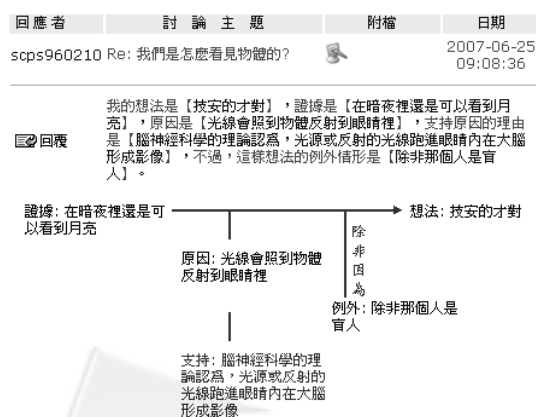 回應者 討 論 主 題 附檔 日期
scps960210 Re: 我們是怎麼看見物體的? 2007-06-25
09:08:36
我的想法是【技安的才對】，證據是【在暗夜裡還是可以看到月
亮】，原因是【光線會照到物體反射到眼睛裡】，支持原因的理由
回覆 是【腦神經科學的理論認為，光源或反射的光線跑進眼睛內在大腦
形成影像】，不過，這樣想法的例外情形是【除非那個人是盲
人】。
證據: 在暗夜裡還是可
以看到月亮
想法: 技安的才對
原因: 光線會照到物體
反射到眼睛裡
除
非
因
為
例外: 除非那個人是
盲人
支持: 腦神經科學的理
論認為，光源或反射的
光線跑進眼睛內在大腦
形成影像